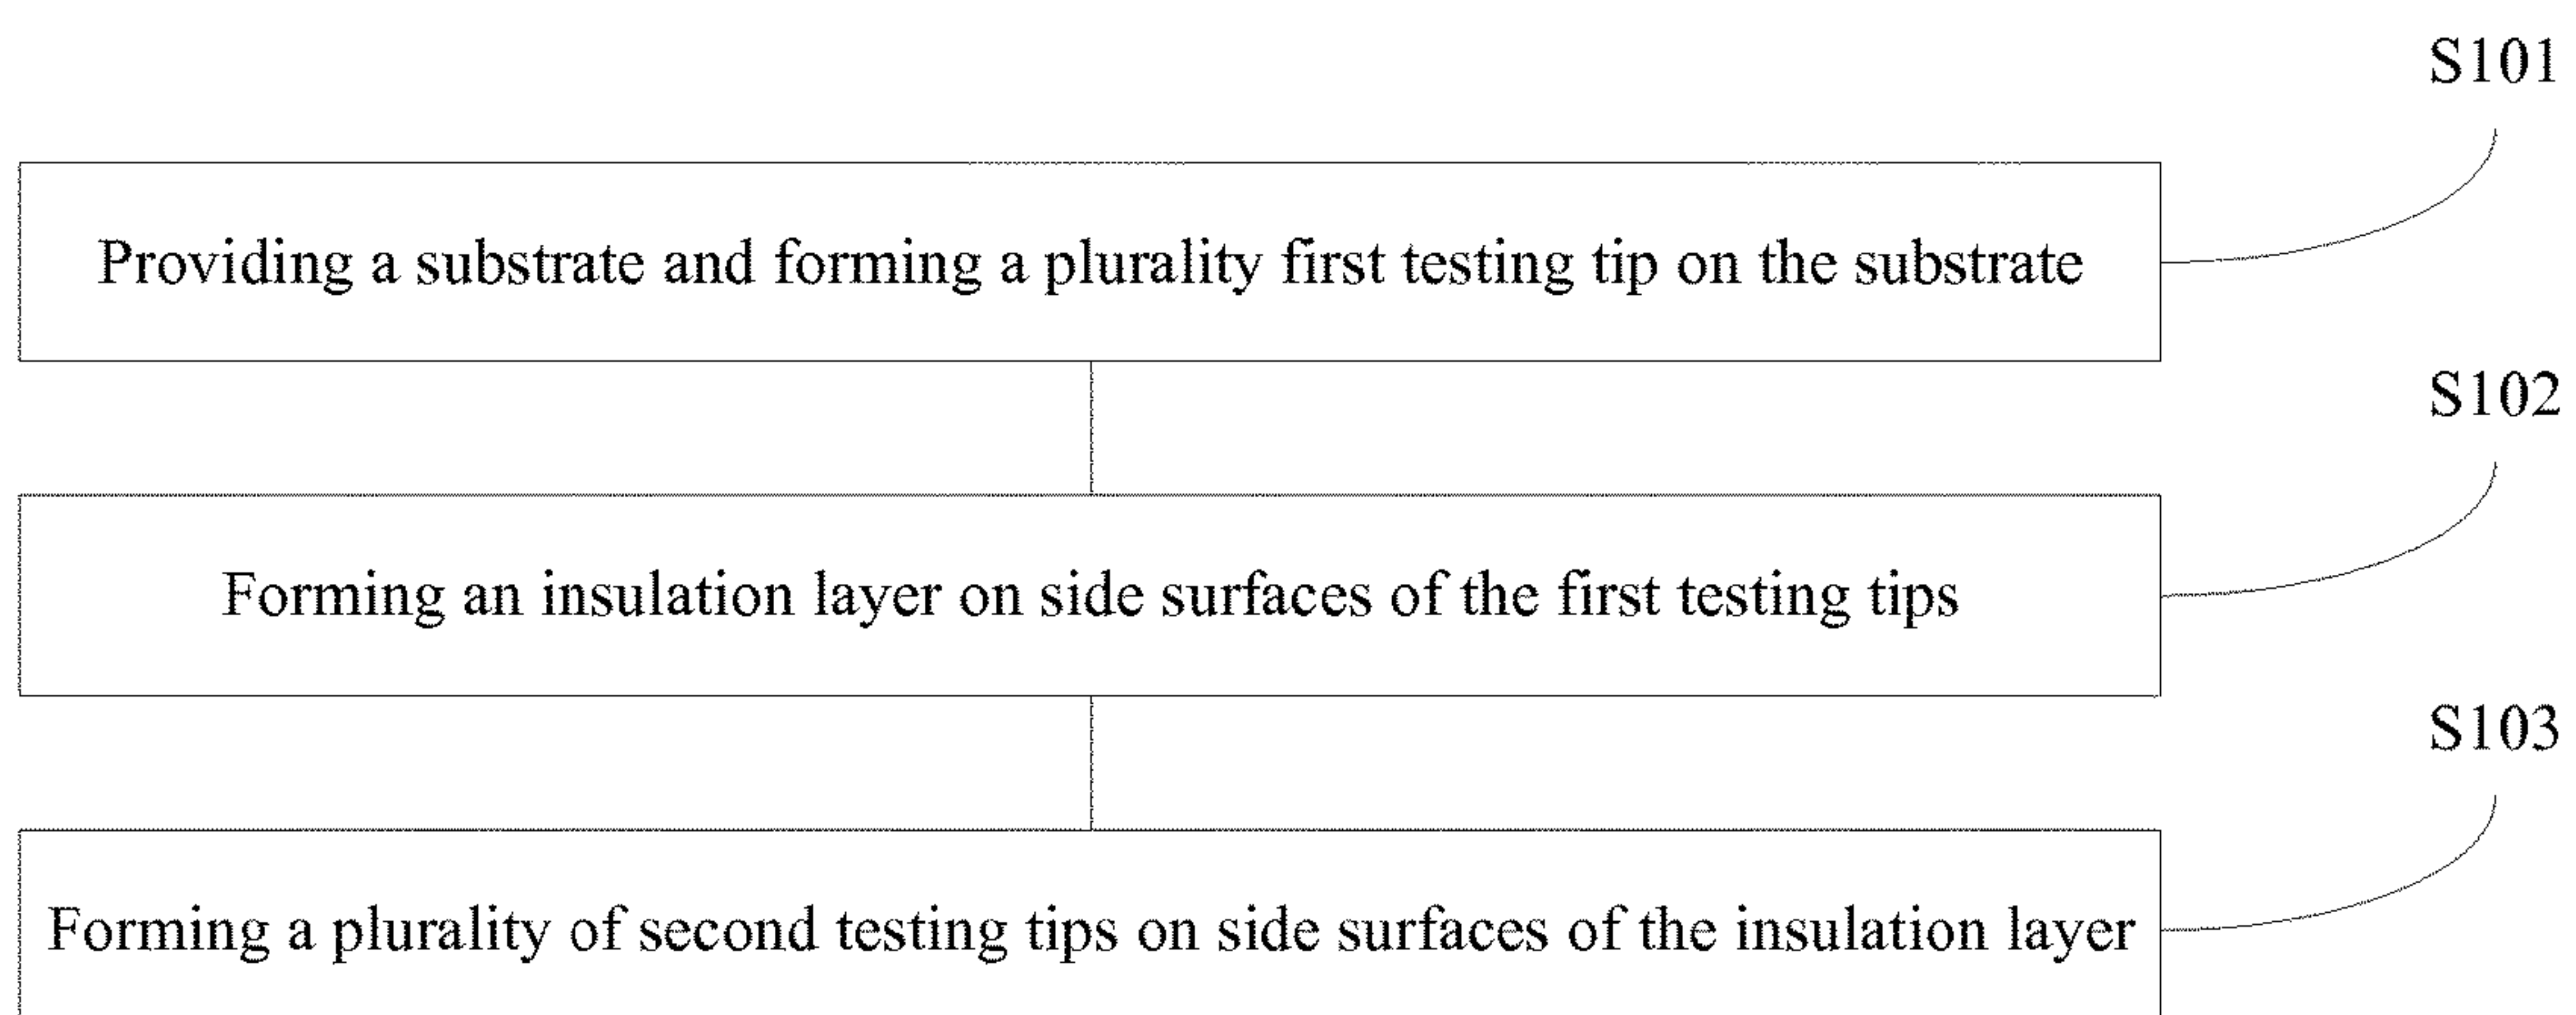 S101
Providing a substrate and forming a plurality first testing tip on the substrate
S102
Forming an insulation layer on side surfaces of the first testing tips
S103
Forming a plurality of second testing tips on side surfaces of the insulation layer